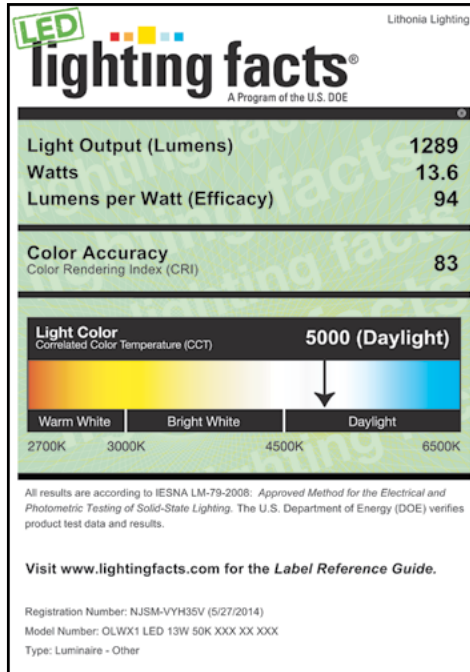 Lithonia Lighting
LED
lighting facts®
A Program of the U.S. DOE
Light Output (Lumens) 1289
Watts 13.6
Lumens per Watt (Efficacy) 94
Color Accuracy
Color Rendering Index (CRI) 83
Light Color
Correlated Color Temperature (CCT) 5000 (Daylight)
Warm White Bright White Daylight
2700K 3000K 4500K 6500K
All results are according to IESNA LM-79-2008: Approved Method for the Electrical and
Photometric Testing of Solid-State Lighting. The U.S. Department of Energy (DOE) verifies
product test data and results.
Visit www.lightingfacts.com for the Label Reference Guide.
Registration Number: NJSM-VYH35V (5/27/2014)
Model Number: OLWX1 LED 13W 50K XXX XX XXX
Type: Luminaire - Other